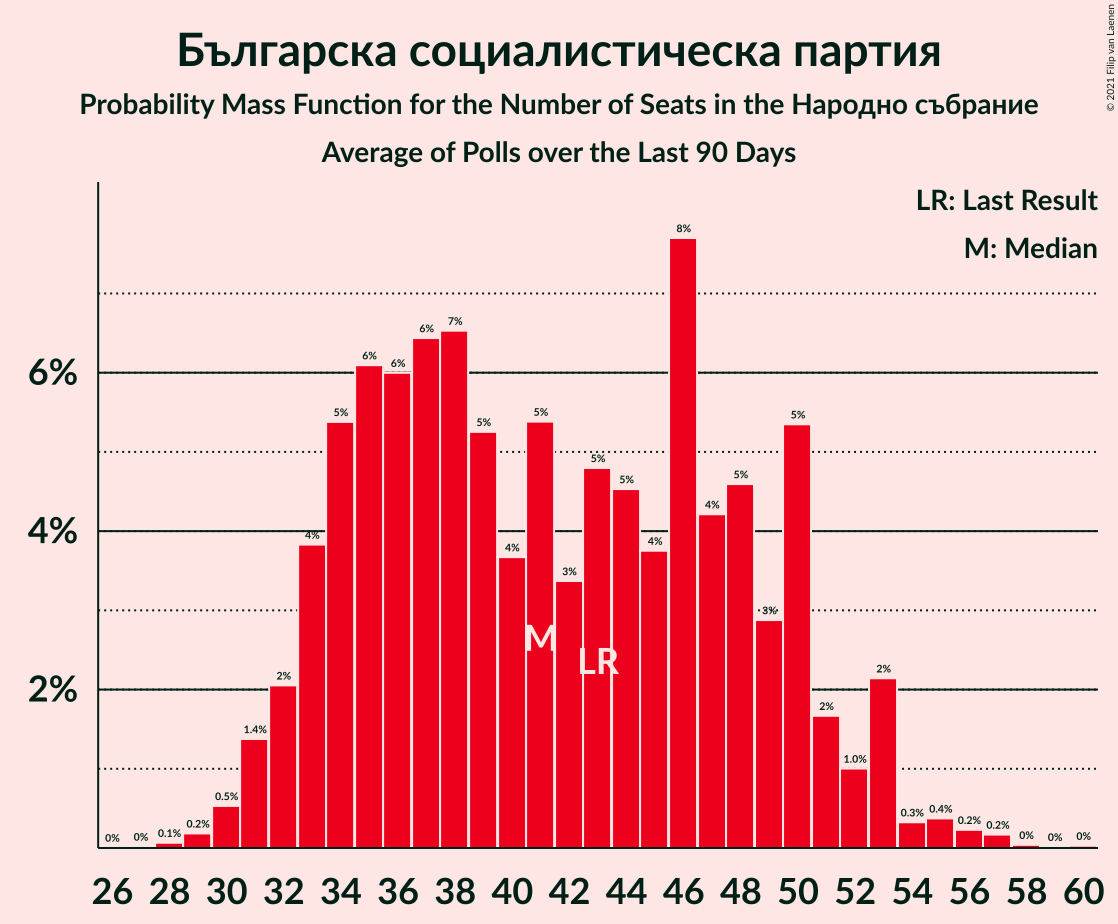 Българска социалистическа партия
Probability Mass Function for the Number of Seats in the Народно събрание
Average of Polls over the Last 90 Days
© 2021 Filip van Laenen
LR: Last Result
M: Median
6%
4%
2%
0% 0% 0.1% 0.2% 0.5% 1.4% 2% 4% 5% 6% 6% 6% 7% 5% 4% 5% 3% 5% 5% 4% 8% 4% 5% 3% 5% 2% 1.0% 2% 0.3% 0.4% 0.2% 0.2% 0% 0% 0%
M
LR
26 28 30 32 34 36 38 40 42 44 46 48 50 52 54 56 58 60